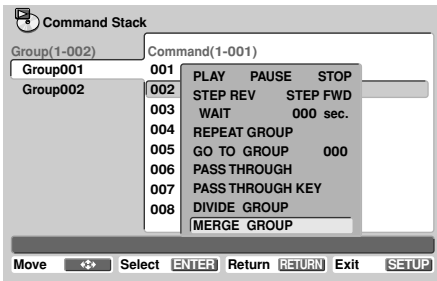 Command Stack
Group(1-002) Command(1-001)
Group001 001
Group002 002
003
004
005
006
007
008
PLAY PAUSE STOP
STEP REV STEP FWD
WAIT 000 sec.
REPEAT GROUP
GO TO GROUP 000
PASS THROUGH
PASS THROUGH KEY
DIVIDE GROUP
MERGE GROUP
Move Select ENTER Return RETURN Exit SETUP